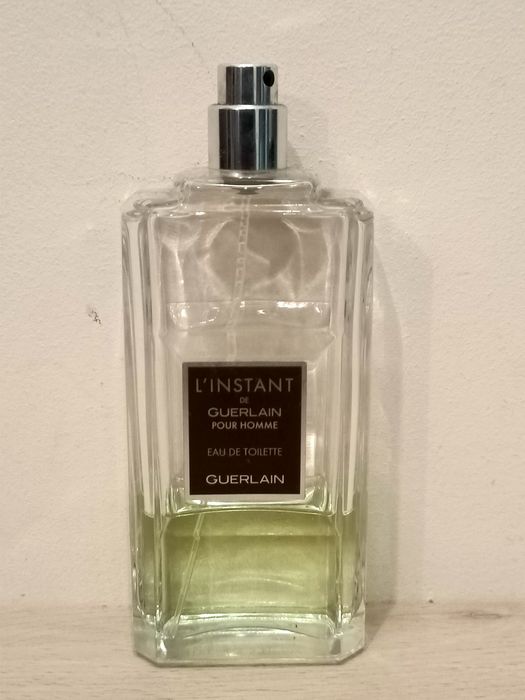 L'INSTANT
DE
GUERLAIN
POUR HOMME
EAU DE TOILETTE
GUERLAIN